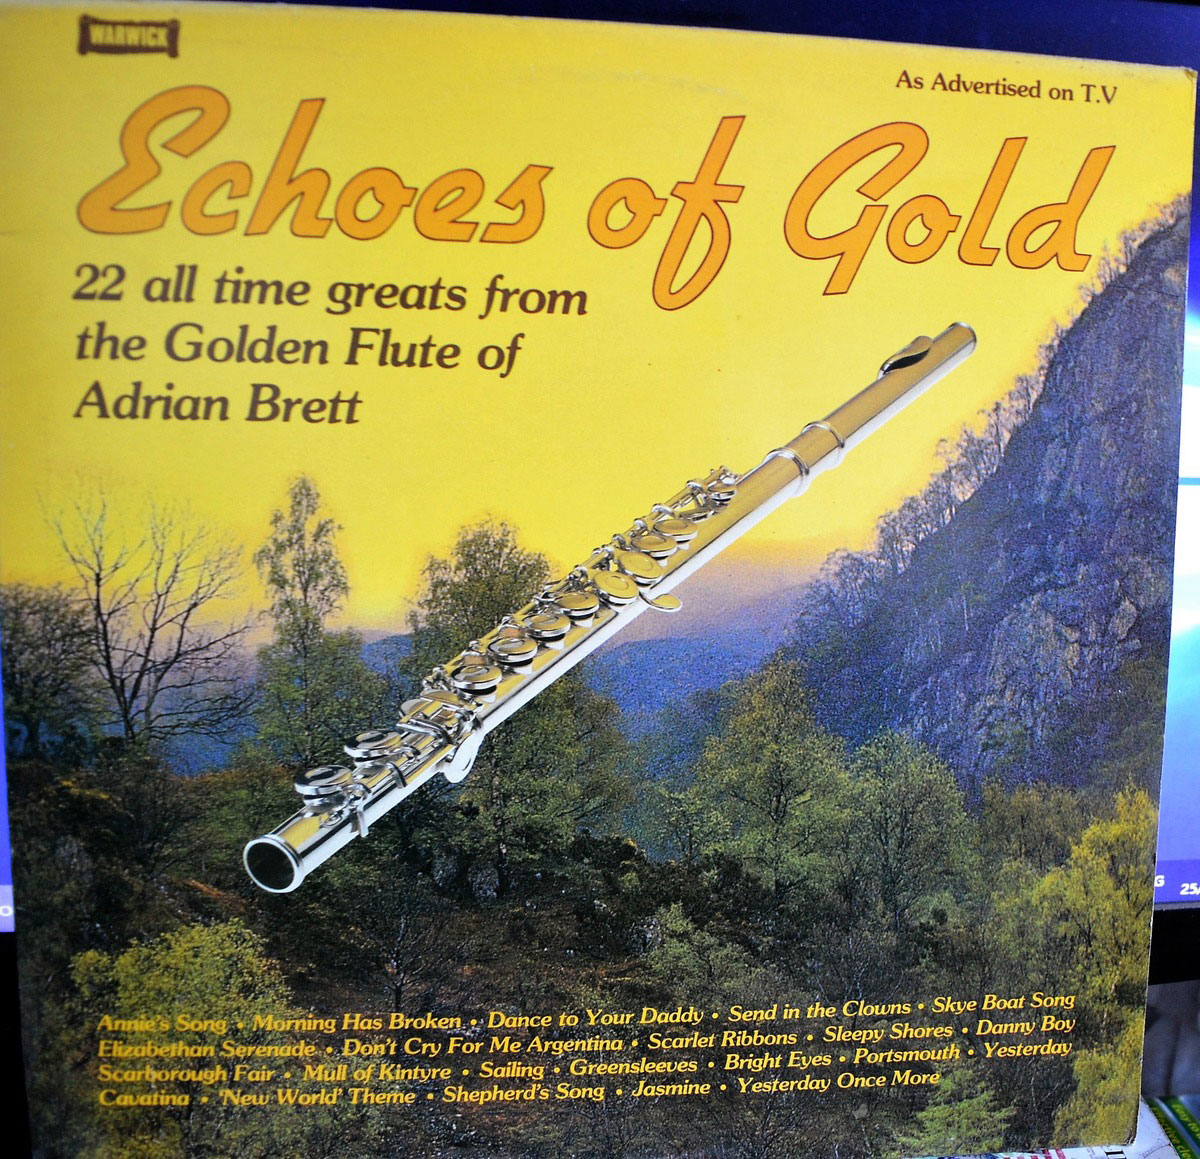 WARWICK
As Advertised on T.V
Echoes of Gold
22 all time greats from
the Golden Flute of
Adrian Brett
Annie's Song • Morning Has Broken • Dance to Your Daddy • Send in the Clowns • Skye Boat Song
Elizabethan Serenade • Don't Cry For Me Argentina • Scarlet Ribbons • Sleepy Shores • Danny Boy
Scarborough Fair • Mull of Kintyre • Sailing • Greensleeves • Bright Eyes • Portsmouth • Yesterday
Cavatina • 'New World' Theme • Shepherd's Song • Jasmine • Yesterday Once More